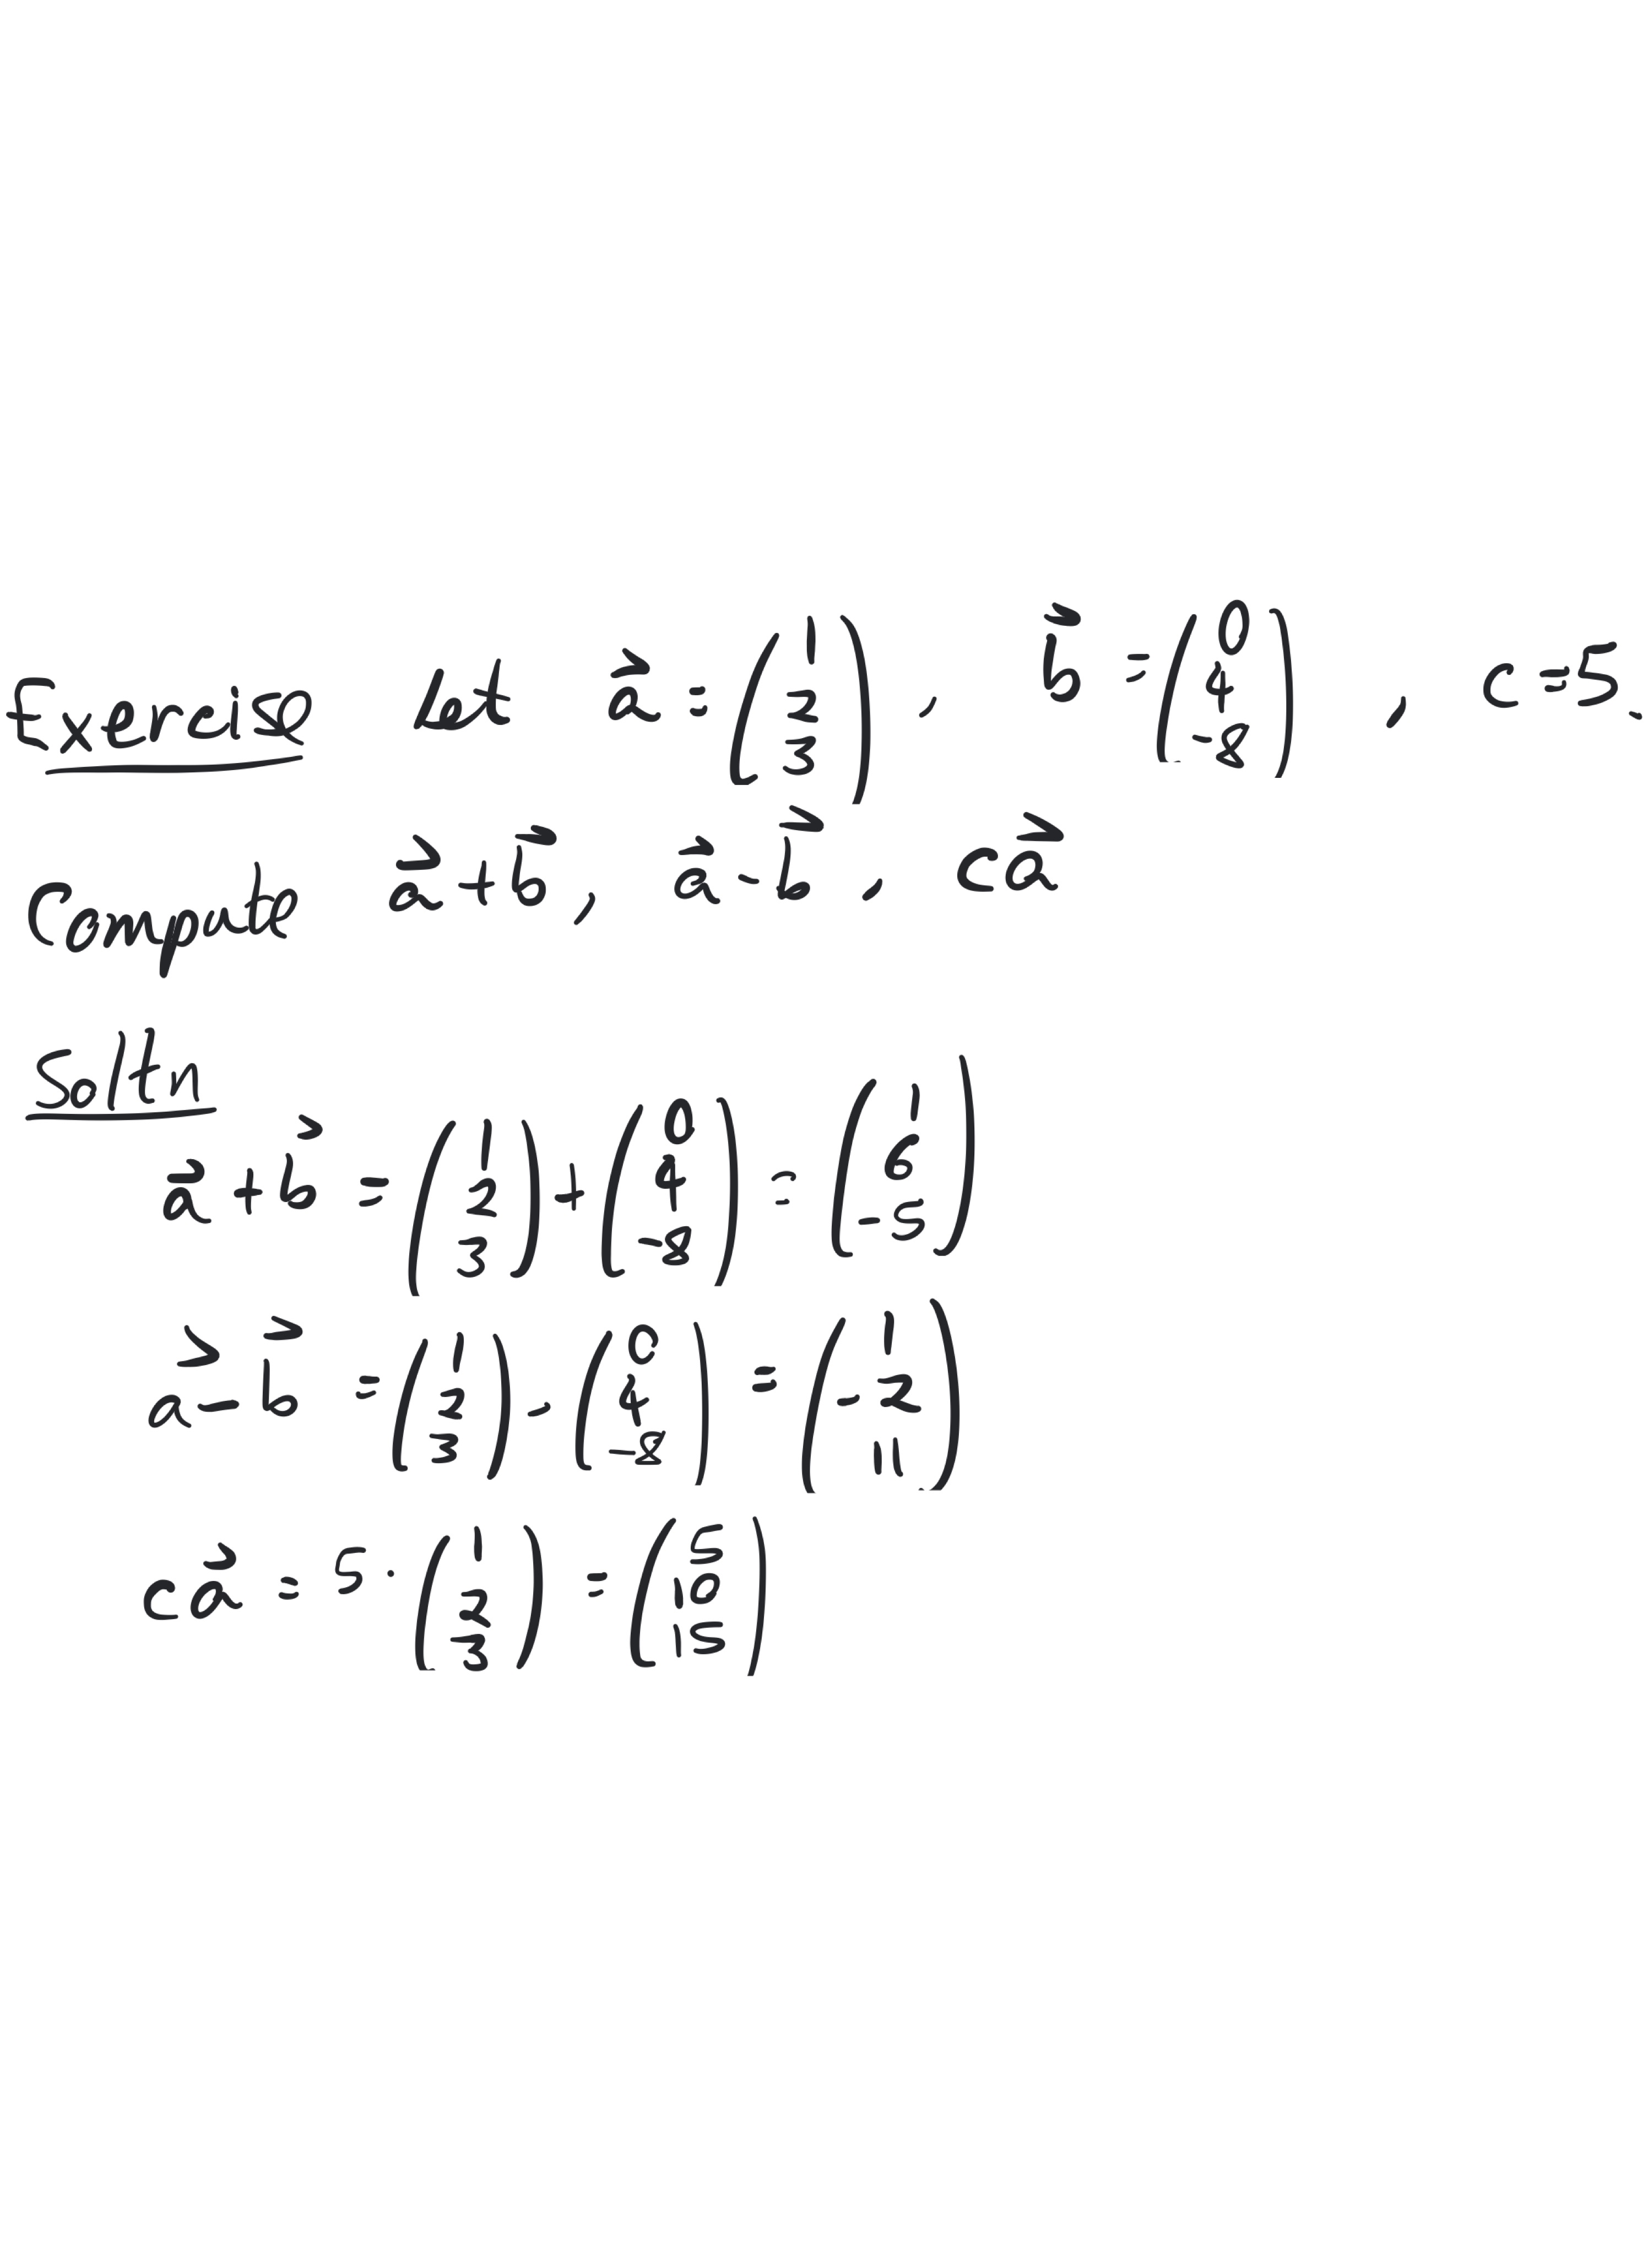 Exercise Let $\vec{a} = \begin{pmatrix} 1 \\ 2 \\ 3 \end{pmatrix}$, $\vec{b} = \begin{pmatrix} 0 \\ 4 \\ -8 \end{pmatrix}$, $c = 5$.
Compute $\vec{a} + \vec{b}$, $\vec{a} - \vec{b}$, $c\vec{a}$
Soltn
$\vec{a} + \vec{b} = \begin{pmatrix} 1 \\ 2 \\ 3 \end{pmatrix} + \begin{pmatrix} 0 \\ 4 \\ -8 \end{pmatrix} = \begin{pmatrix} 1 \\ 6 \\ -5 \end{pmatrix}$
$\vec{a} - \vec{b} = \begin{pmatrix} 1 \\ 2 \\ 3 \end{pmatrix} - \begin{pmatrix} 0 \\ 4 \\ -8 \end{pmatrix} = \begin{pmatrix} 1 \\ -2 \\ 11 \end{pmatrix}$
$c\vec{a} = 5 \cdot \begin{pmatrix} 1 \\ 2 \\ 3 \end{pmatrix} = \begin{pmatrix} 5 \\ 10 \\ 15 \end{pmatrix}$